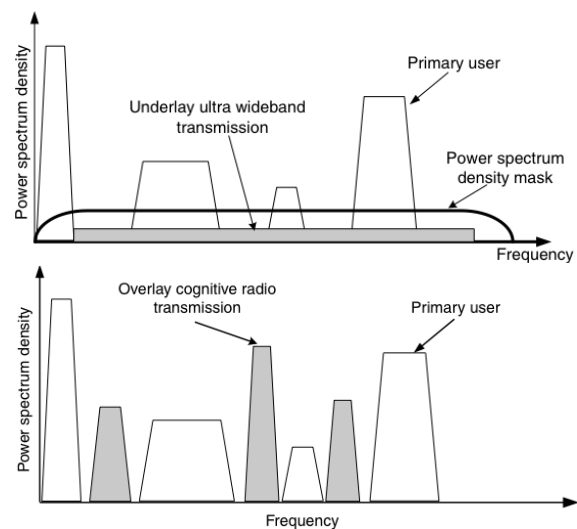 Power spectrum density
Primary user
Underlay ultra wideband
transmission
Power spectrum
density mask
Frequency
Power spectrum density
Overlay cognitive radio
transmission
Primary user
Frequency